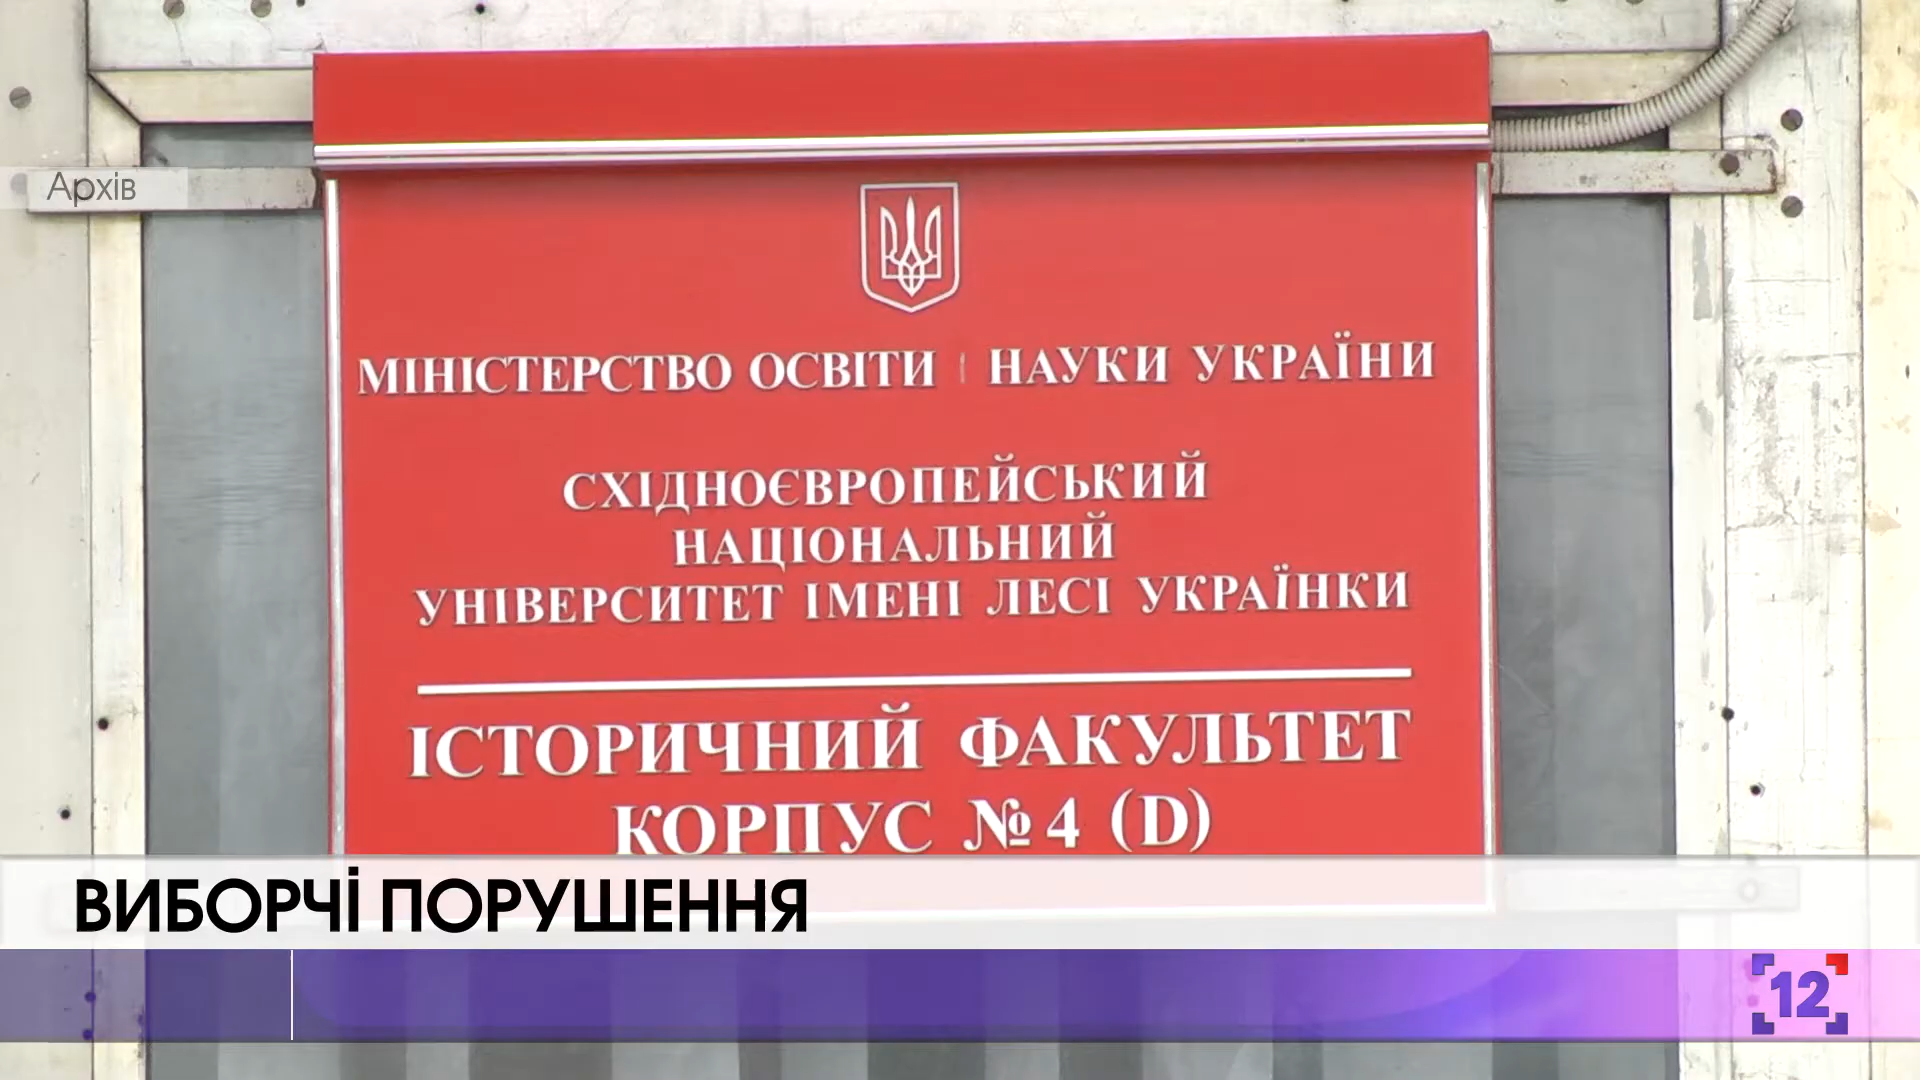 Архів
МІНІСТЕРСТВО ОСВІТИ І НАУКИ УКРАЇНИ
СХІДНОЄВРОПЕЙСЬКИЙ
НАЦІОНАЛЬНИЙ
УНІВЕРСИТЕТ ІМЕНІ ЛЕСІ УКРАЇНКИ
ІСТОРИЧНИЙ ФАКУЛЬТЕТ
КОРПУС №4 (D)
ВИБОРЧІ ПОРУШЕННЯ
12